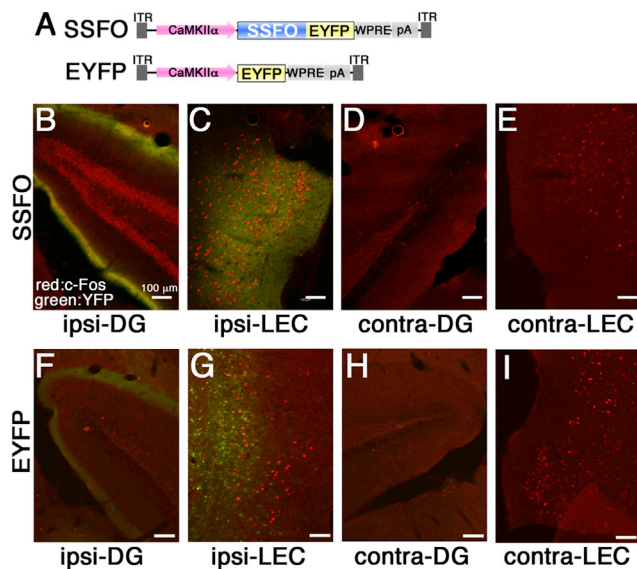 A
SSFO ITR CaMKIIα SSFO EYFP WPRE pA ITR
EYFP ITR CaMKIIα EYFP WPRE pA ITR
B C D E
SSFO
red:c-Fos
green:YFP 100 μm
ipsi-DG ipsi-LEC contra-DG contra-LEC
F G H I
EYFP
ipsi-DG ipsi-LEC contra-DG contra-LEC